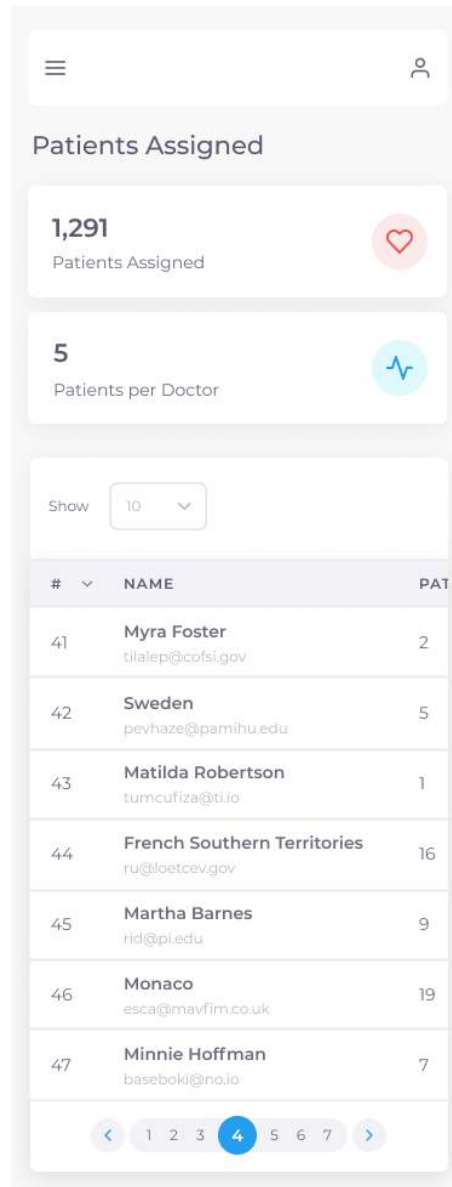 Patients Assigned
1,291
Patients Assigned
5
Patients per Doctor
Show 10
# NAME PAT
41 Myra Foster 2
tilalep@cofsi.gov
42 Sweden 5
pevhaze@pamihu.edu
43 Matilda Robertson 1
tumcufiza@ti.io
44 French Southern Territories 16
ru@loetcev.gov
45 Martha Barnes 9
rid@pi.edu
46 Monaco 19
esca@mavfim.co.uk
47 Minnie Hoffman 7
baseboki@no.io
1 2 3 4 5 6 7